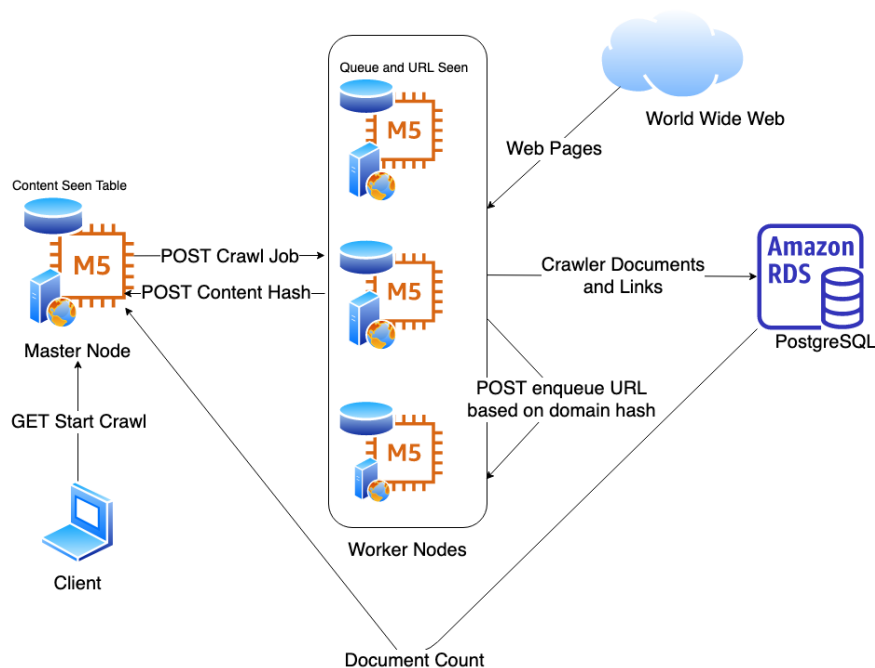 Queue and URL Seen
M5
World Wide Web
Web Pages
Content Seen Table
M5
Master Node
POST Crawl Job
POST Content Hash
M5
Crawler Documents
and Links
Amazon
RDS
PostgreSQL
POST enqueue URL
based on domain hash
GET Start Crawl
M5
Worker Nodes
Client
Document Count